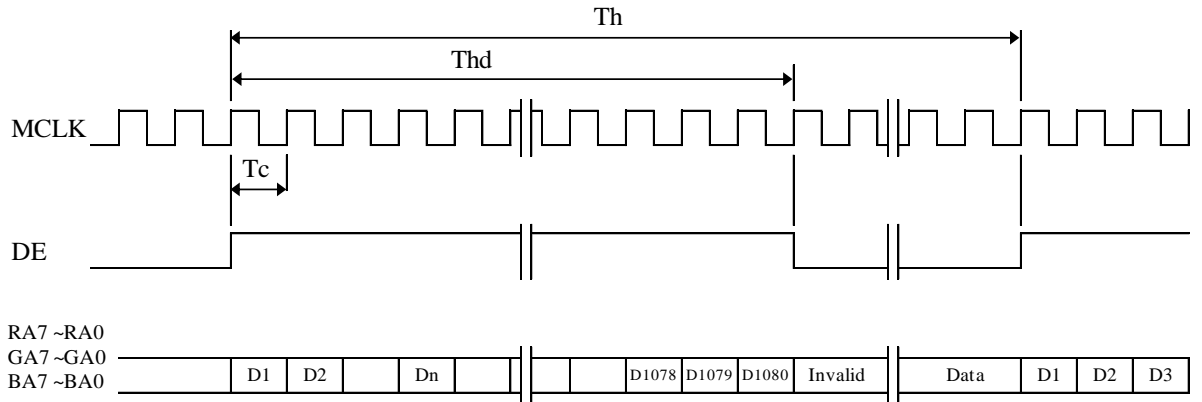 Th
Thd
MCLK
Tc
DE
RA7 ~RA0
GA7 ~GA0
BA7 ~BA0
D1 D2 Dn D1078 D1079 D1080 Invalid Data D1 D2 D3